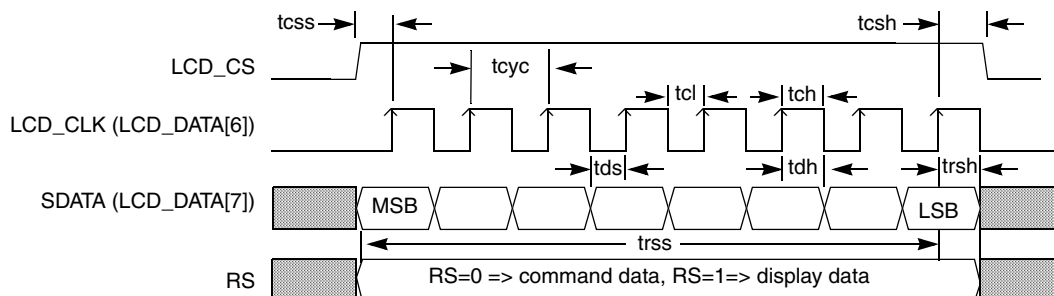 tcss
tcsh
LCD_CS
tcyc
tcl
tch
LCD_CLK (LCD_DATA[6])
tds
tdh
trsh
SDATA (LCD_DATA[7])
MSB
LSB
trss
RS
RS=0 => command data, RS=1=> display data